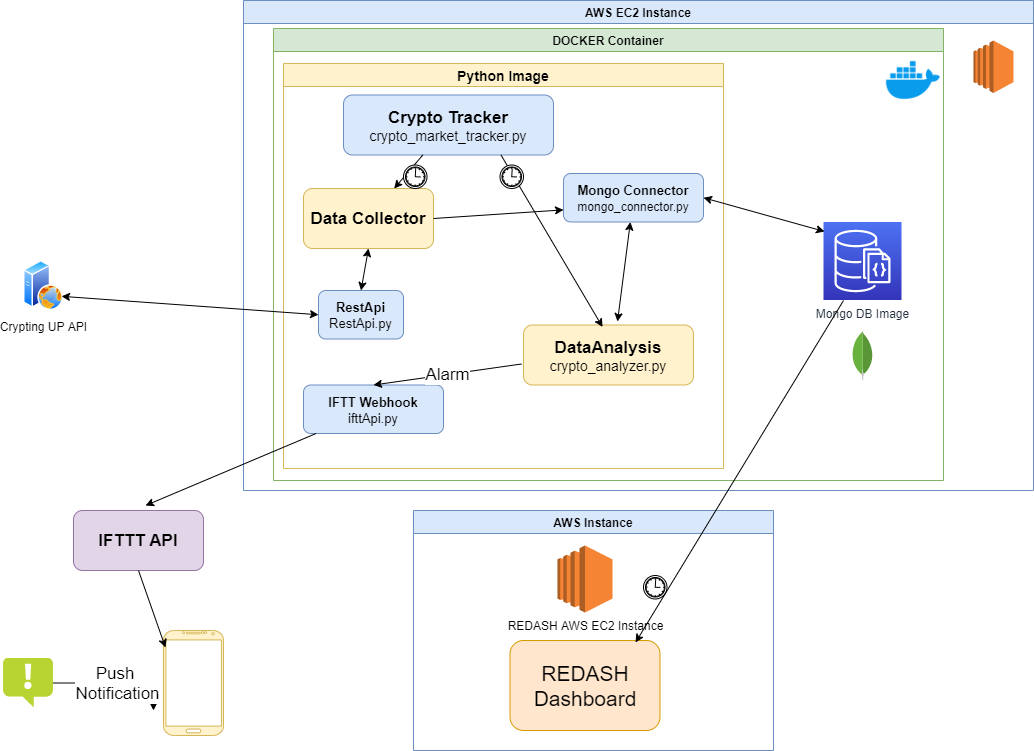 AWS EC2 Instance
DOCKER Container
Python Image
Crypto Tracker
crypto_market_tracker.py
Mongo Connector
mongo_connector.py
Data Collector
RestApi
RestApi.py
Crypting UP API
Mongo DB Image
DataAnalysis
crypto_analyzer.py
Alarm
IFTT Webhook
ifttApi.py
IFTTT API
AWS Instance
REDASH AWS EC2 Instance
REDASH
Dashboard
Push
Notification